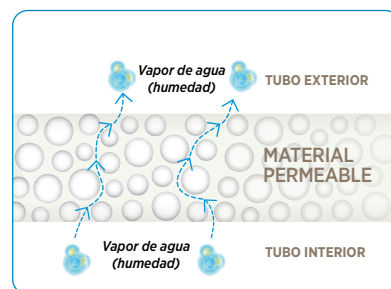 Vapor de agua
(humedad)
TUBO EXTERIOR
MATERIAL
PERMEABLE
Vapor de agua
(humedad)
TUBO INTERIOR